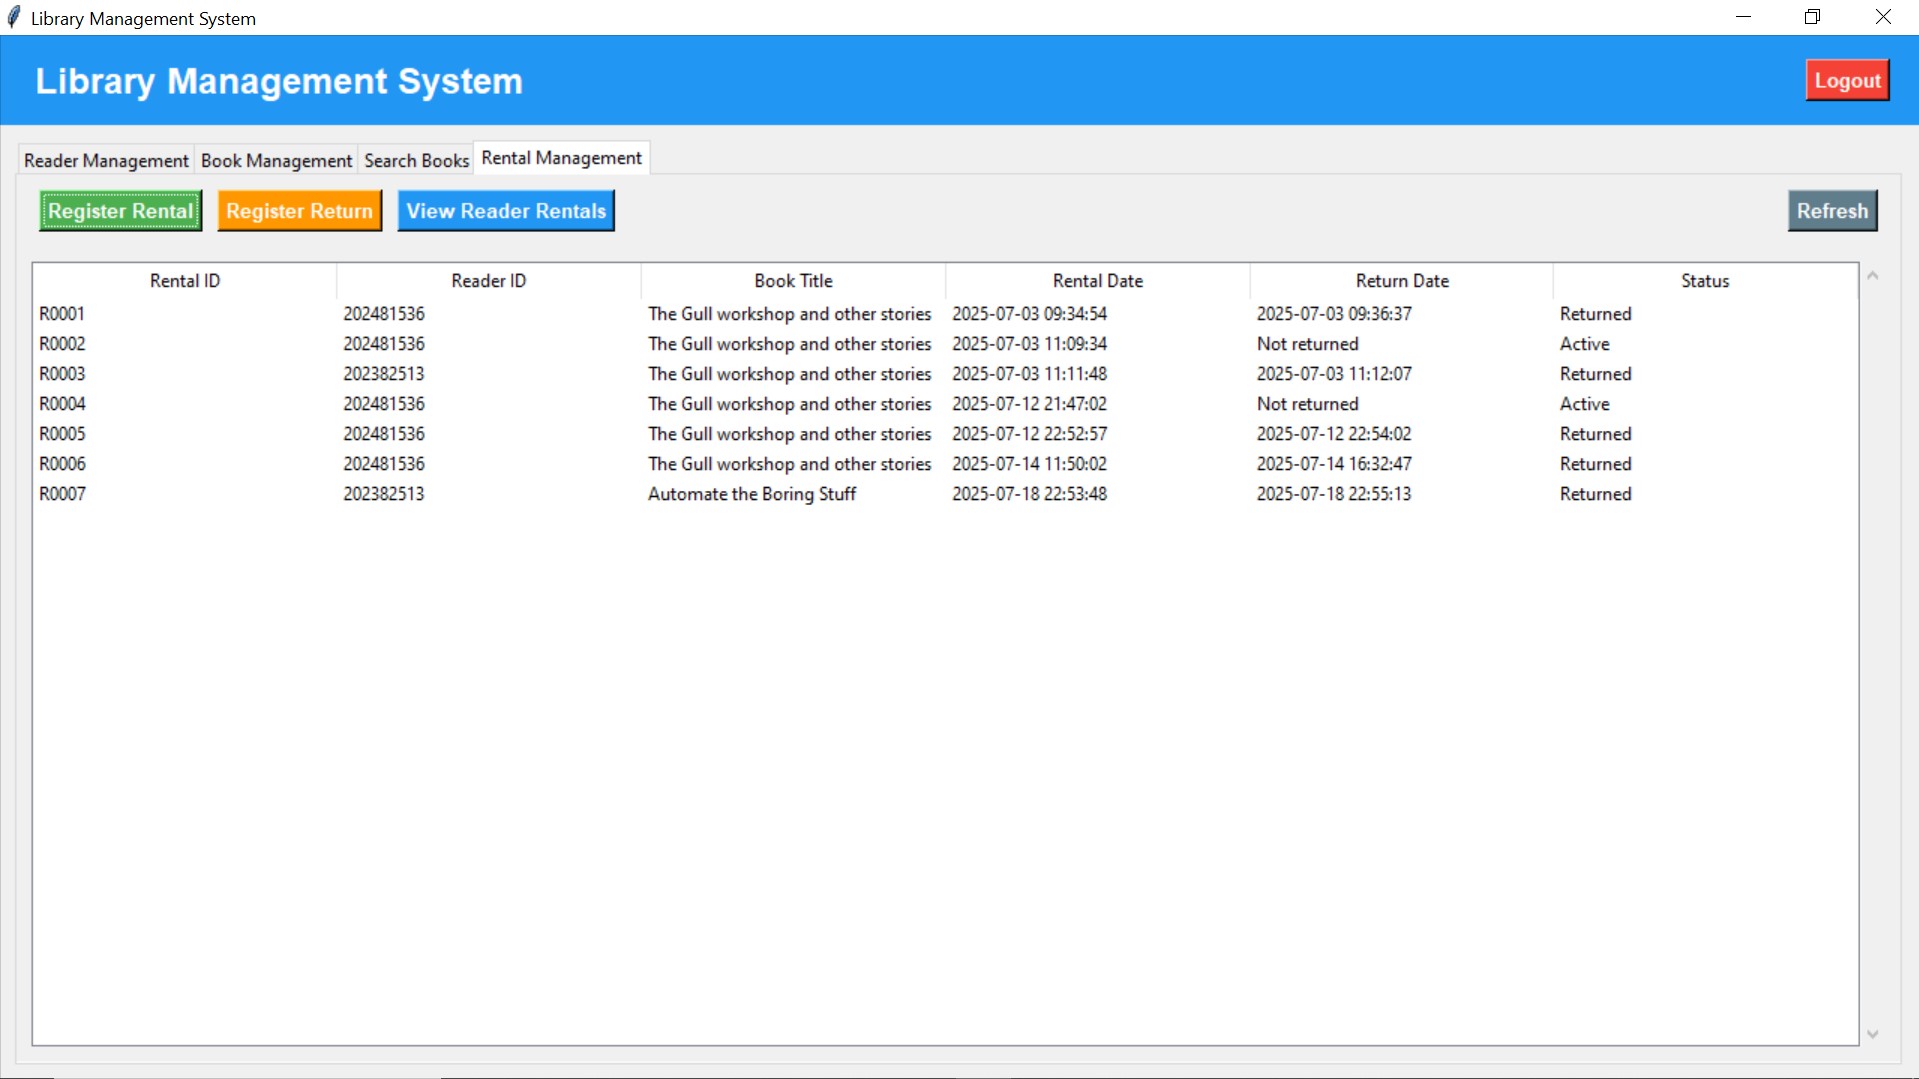 Library Management System
Library Management System
Logout
Reader Management Book Management Search Books Rental Management
Register Rental Register Return View Reader Rentals Refresh
Rental ID Reader ID Book Title Rental Date Return Date Status
R0001 202481536 The Gull workshop and other stories 2025-07-03 09:34:54 2025-07-03 09:36:37 Returned
R0002 202481536 The Gull workshop and other stories 2025-07-03 11:09:34 Not returned Active
R0003 202382513 The Gull workshop and other stories 2025-07-03 11:11:48 2025-07-03 11:12:07 Returned
R0004 202481536 The Gull workshop and other stories 2025-07-12 21:47:02 Not returned Active
R0005 202481536 The Gull workshop and other stories 2025-07-12 22:52:57 2025-07-12 22:54:02 Returned
R0006 202481536 The Gull workshop and other stories 2025-07-14 11:50:02 2025-07-14 16:32:47 Returned
R0007 202382513 Automate the Boring Stuff 2025-07-18 22:53:48 2025-07-18 22:55:13 Returned